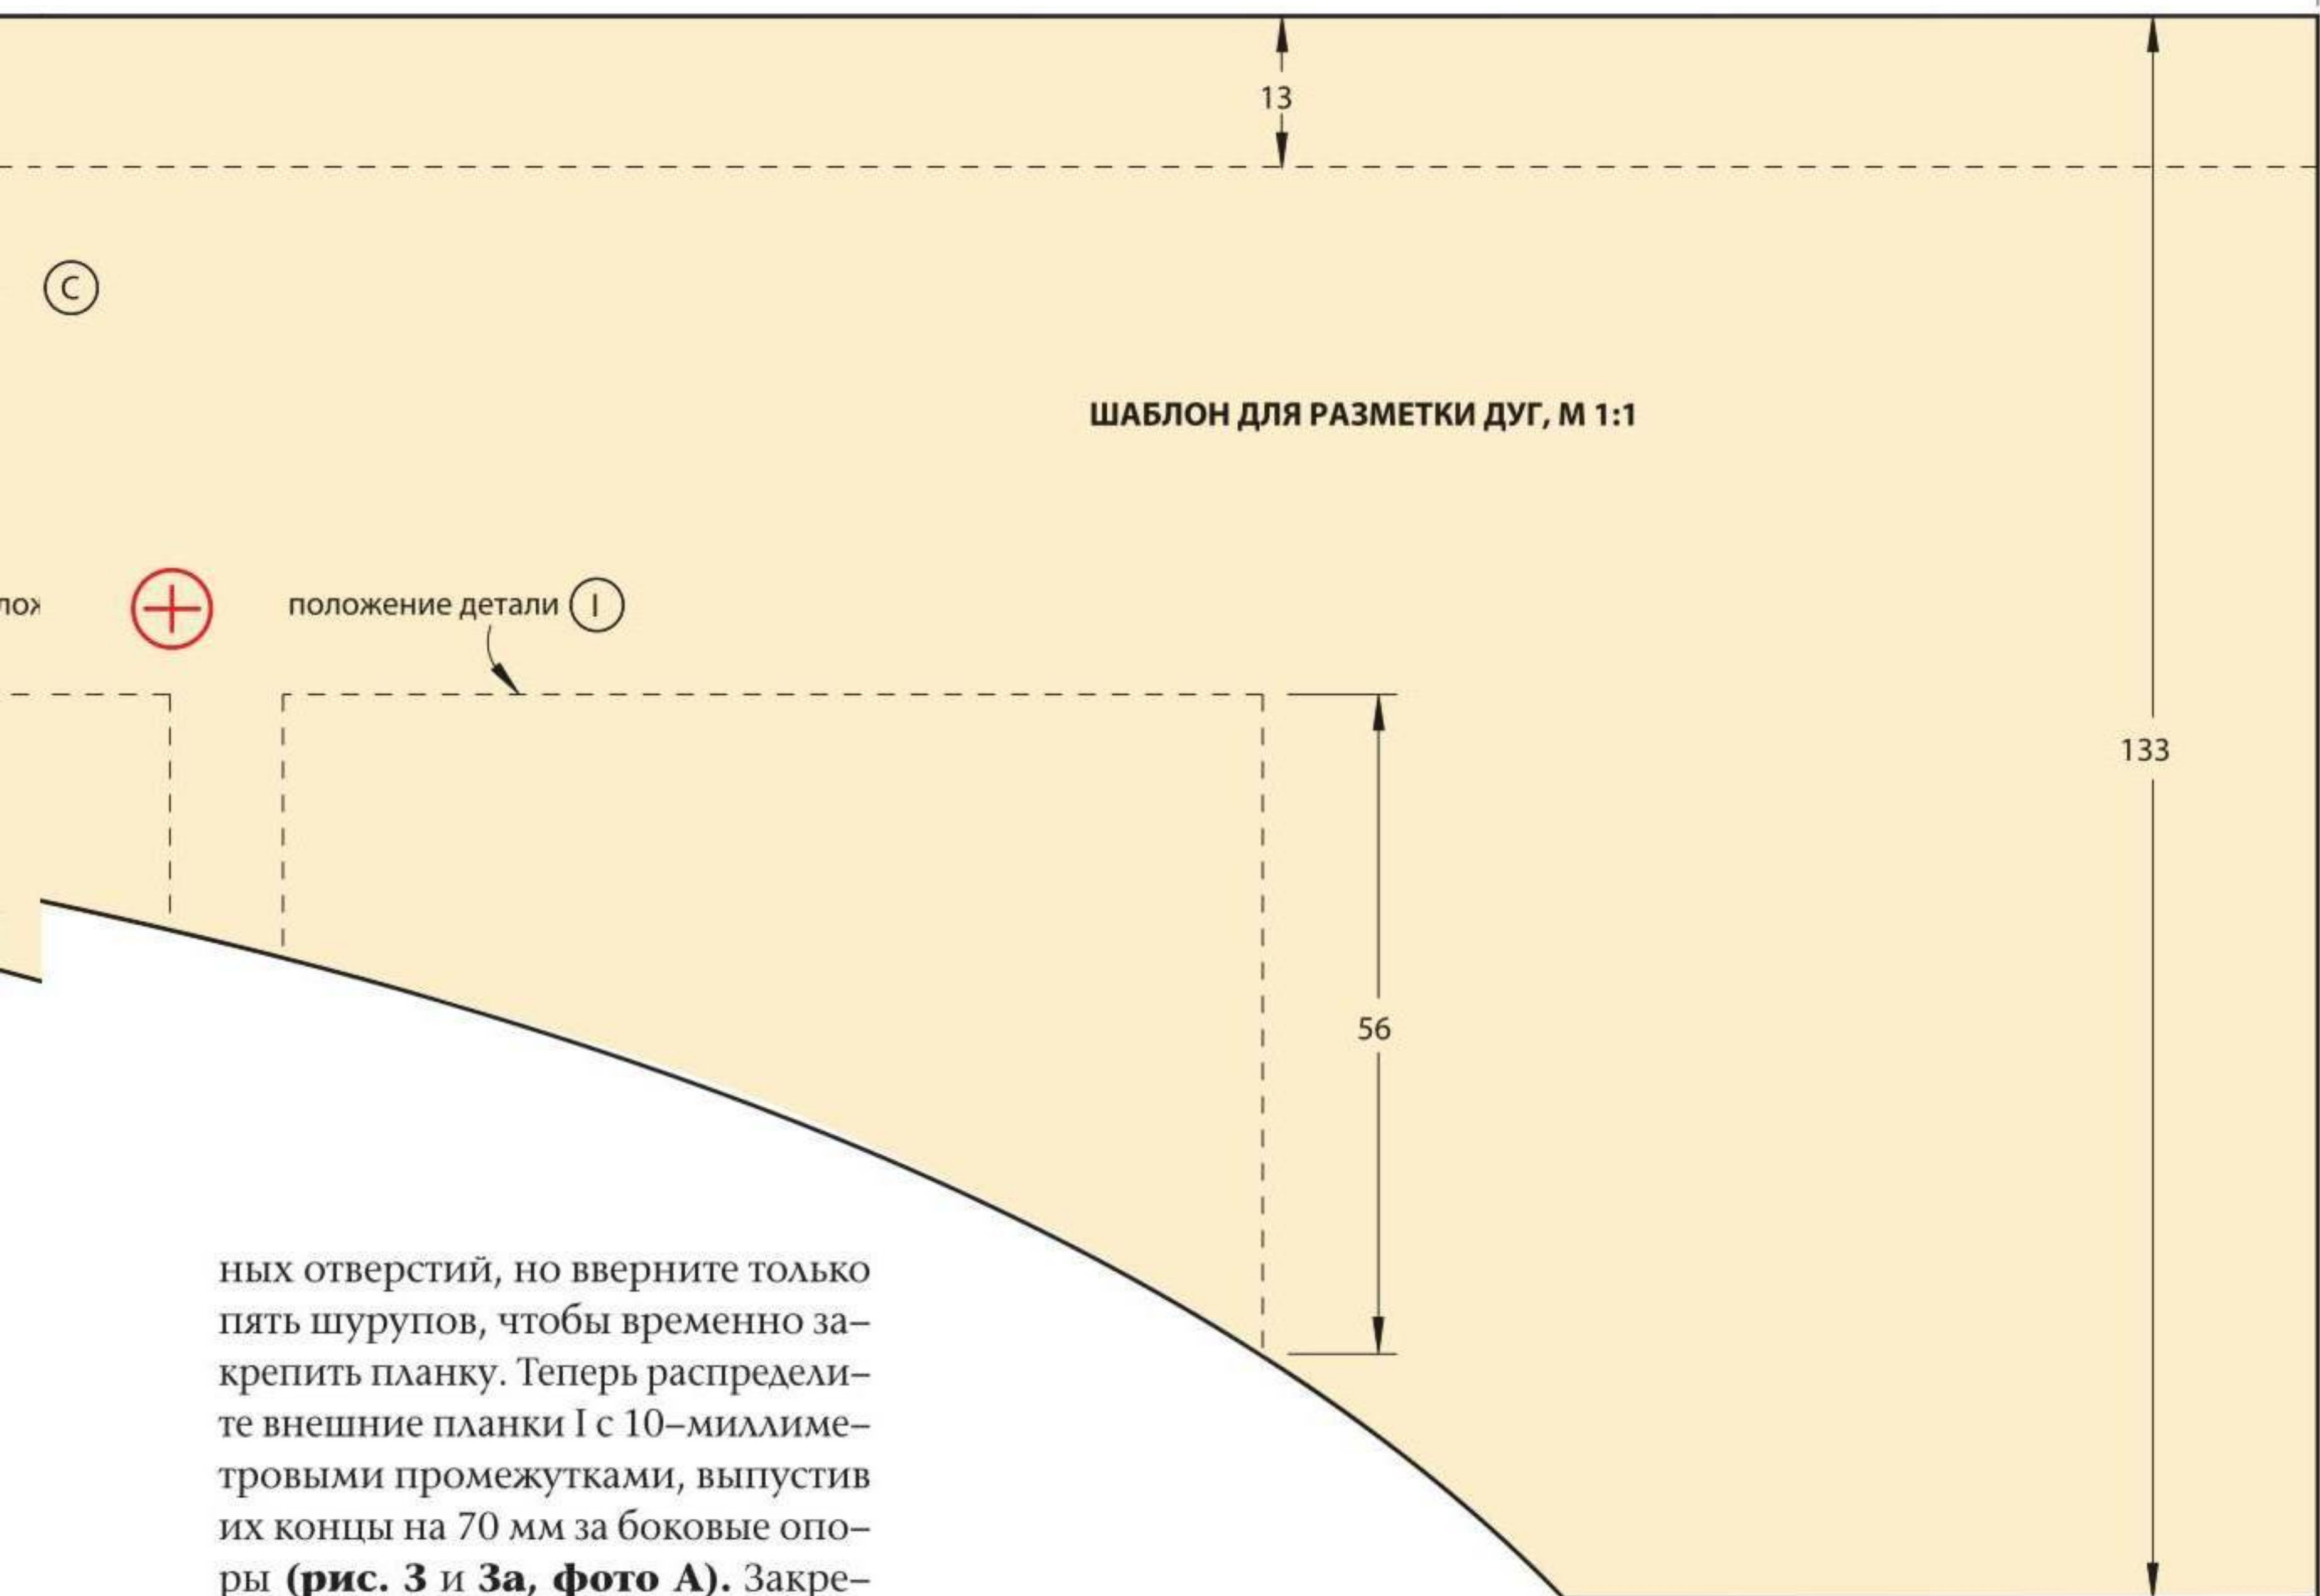 13
C
ШАБЛОН ДЛЯ РАЗМЕТКИ ДУГ, М 1:1
лож
положение детали I
133
56
ных отверстий, но вверните только
пять шурупов, чтобы временно за–
крепить планку. Теперь распредели–
те внешние планки I с 10–миллиме–
тровыми промежутками, выпустив
их концы на 70 мм за боковые опо–
ры (рис. 3 и 3а, фото А). Закре–